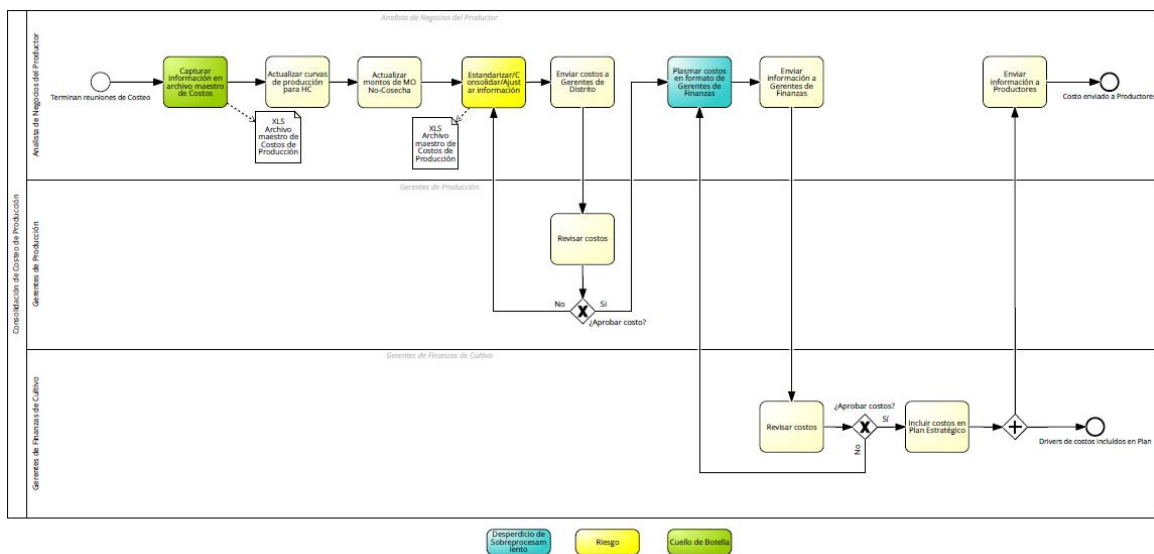 Analista de Negocios del Productor
Analista de Negocios del Productor
Consolidación de Costeo de Producción
Terminan reuniones de Costeo
Capturar
información en
archivo maestro
de Costos
Actualizar curvas
de producción
para HC
Actualizar
montos de MO
No-Cosecha
Estandarizar/C
onsolidar/Ajust
ar información
Enviar costos a
Gerentes de
Distrito
Plasmar costos
en formato de
Gerentes de
Finanzas
Enviar
información a
Gerentes de
Finanzas
Enviar
información a
Productores
Costo enviado a Productores
XLS
Archivo
maestro de
Costos de
Producción
XLS
Archivo
maestro de
Costos de
Producción
Gerentes de Producción
Gerentes de Producción
Revisar costos
No
Si
¿Aprobar costo?
Gerentes de Finanzas de Cultivo
Gerentes de Finanzas de Cultivo
Revisar costos
¿Aprobar costos?
Sí
No
Incluir costos en
Plan Estratégico
Drivers de costos incluidos en Plan
Desperdicio de
Sobreprocesam
iento
Riesgo
Cuello de Botella